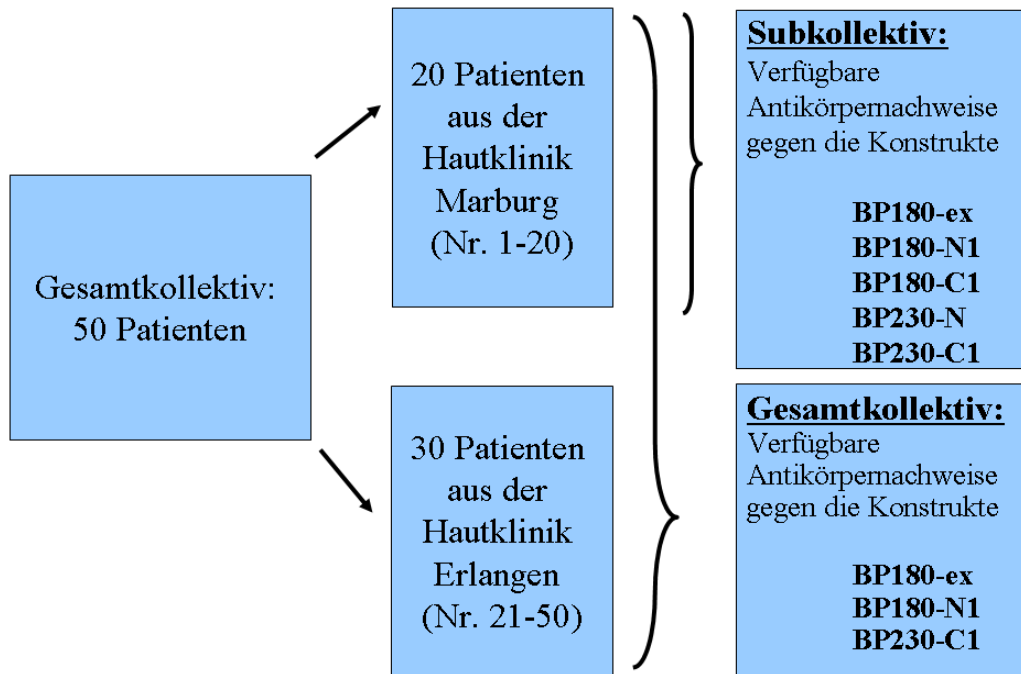 Gesamtkollektiv:
50 Patienten
20 Patienten
aus der
Hautklinik
Marburg
(Nr. 1-20)
30 Patienten
aus der
Hautklinik
Erlangen
(Nr. 21-50)
Subkollektiv:
Verfügbare
Antikörpernachweise
gegen die Konstrukte
BP180-ex
BP180-N1
BP180-C1
BP230-N
BP230-C1
Gesamtkollektiv:
Verfügbare
Antikörpernachweise
gegen die Konstrukte
BP180-ex
BP180-N1
BP230-C1